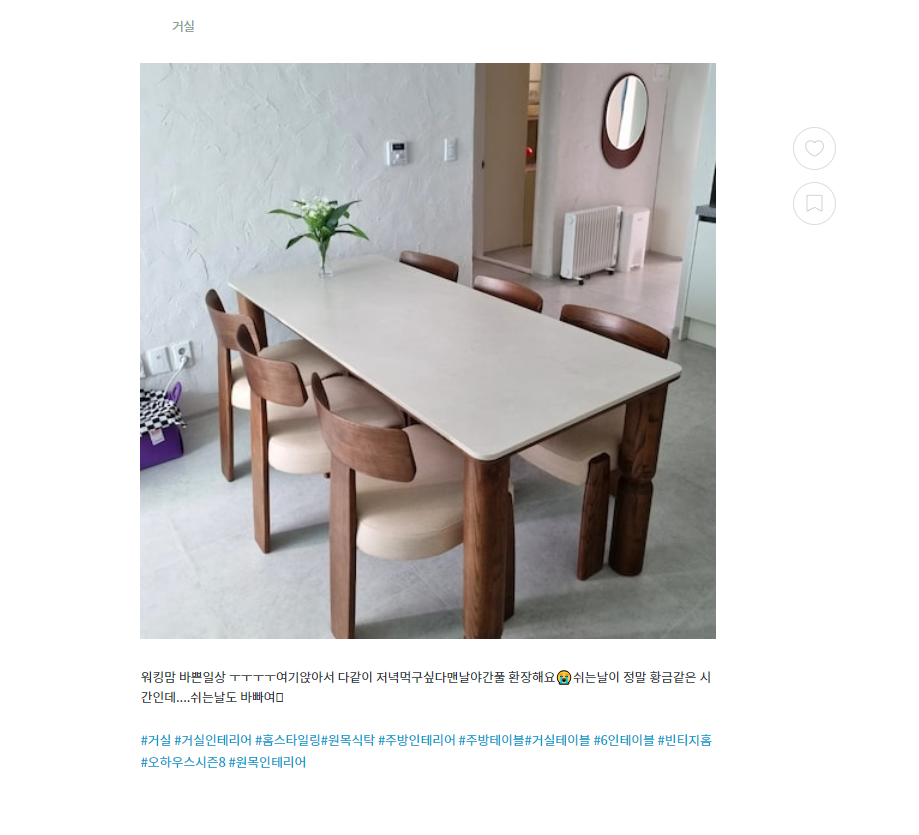 거실
워킹맘 바쁜일상 ㅜㅜㅜㅜ여기앉아서 다같이 저녁먹구싶다맨날야간풀 환장해요😭쉬는날이 정말 황금같은 시
간인데....쉬는날도 바빠여
#거실 #거실인테리어 #홈스타일링#원목식탁 #주방인테리어 #주방테이블#거실테이블 #6인테이블 #빈티지홈
#오하우스시즌8 #원목인테리어